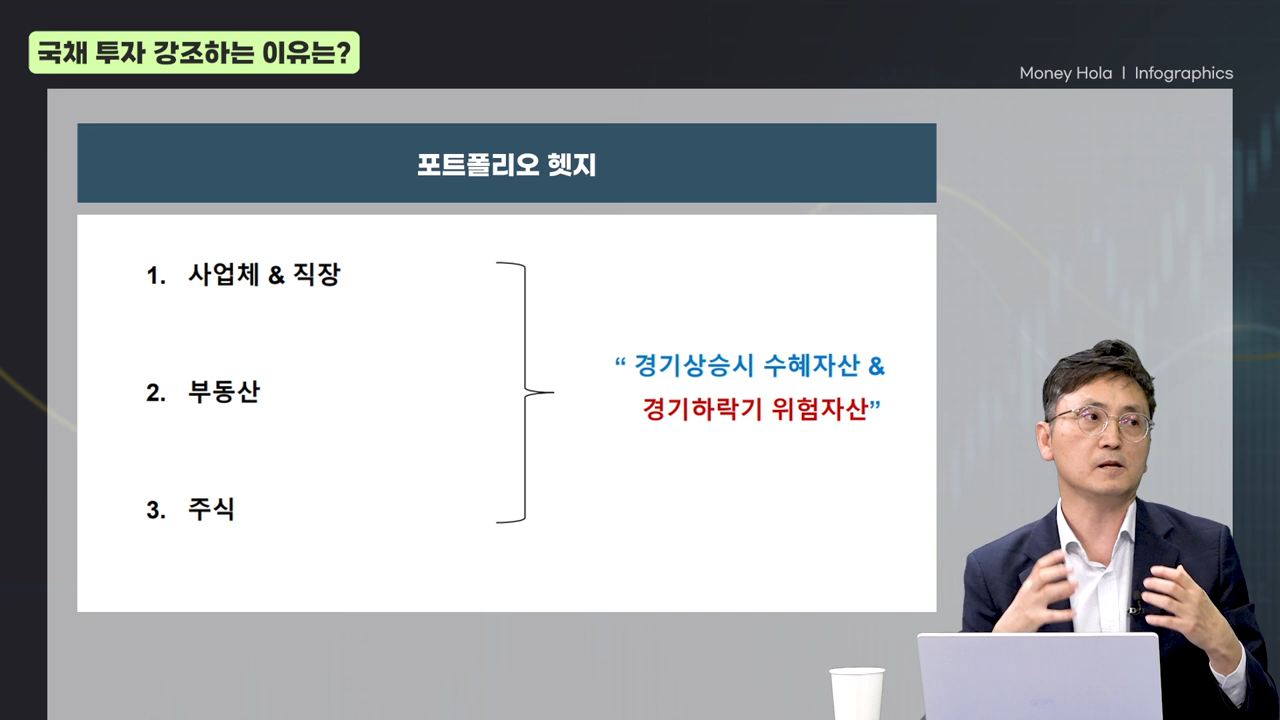 국채 투자 강조하는 이유는?
Money Hola | Infographics
포트폴리오 헷지
1. 사업체 & 직장
2. 부동산
3. 주식
“ 경기상승시 수혜자산 &
경기하락기 위험자산”